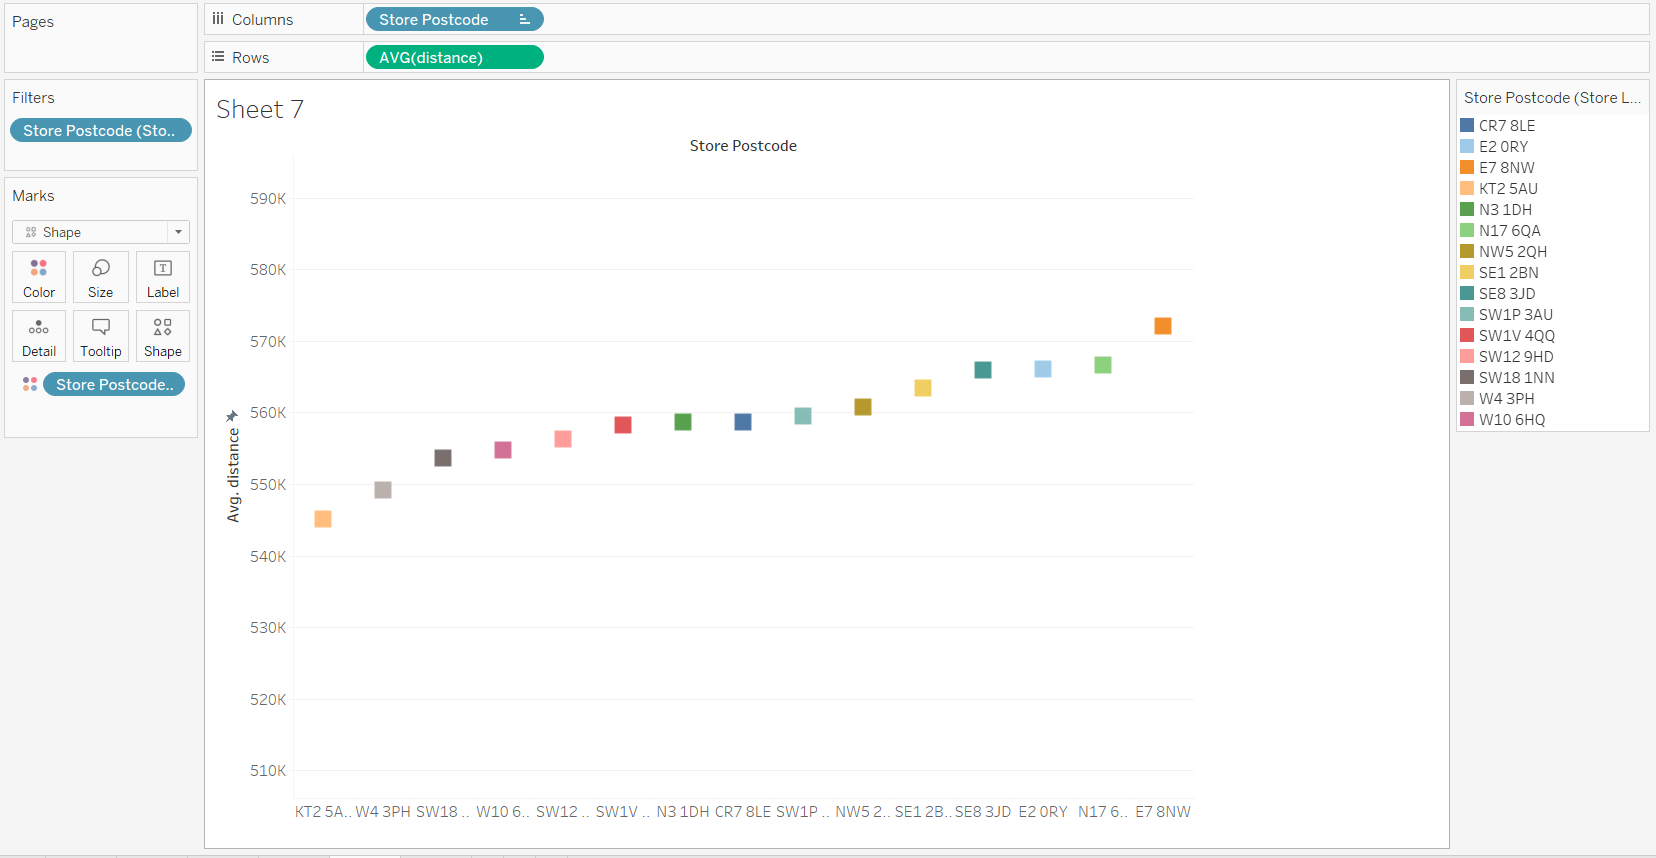 Pages
Columns
Store Postcode
Rows
AVG(distance)
Filters
Store Postcode (Sto..
Marks
Shape
Color
Size
Label
Detail
Tooltip
Shape
Store Postcode..
Sheet 7
Store Postcode
Avg. distance
590K
580K
570K
560K
550K
540K
530K
520K
510K
KT2 5A.. W4 3PH SW18 .. W10 6.. SW12 .. SW1V .. N3 1DH CR7 8LE SW1P .. NW5 2.. SE1 2B.. SE8 3JD E2 0RY N17 6.. E7 8NW
Store Postcode (Store L...
CR7 8LE
E2 0RY
E7 8NW
KT2 5AU
N3 1DH
N17 6QA
NW5 2QH
SE1 2BN
SE8 3JD
SW1P 3AU
SW1V 4QQ
SW12 9HD
SW18 1NN
W4 3PH
W10 6HQ